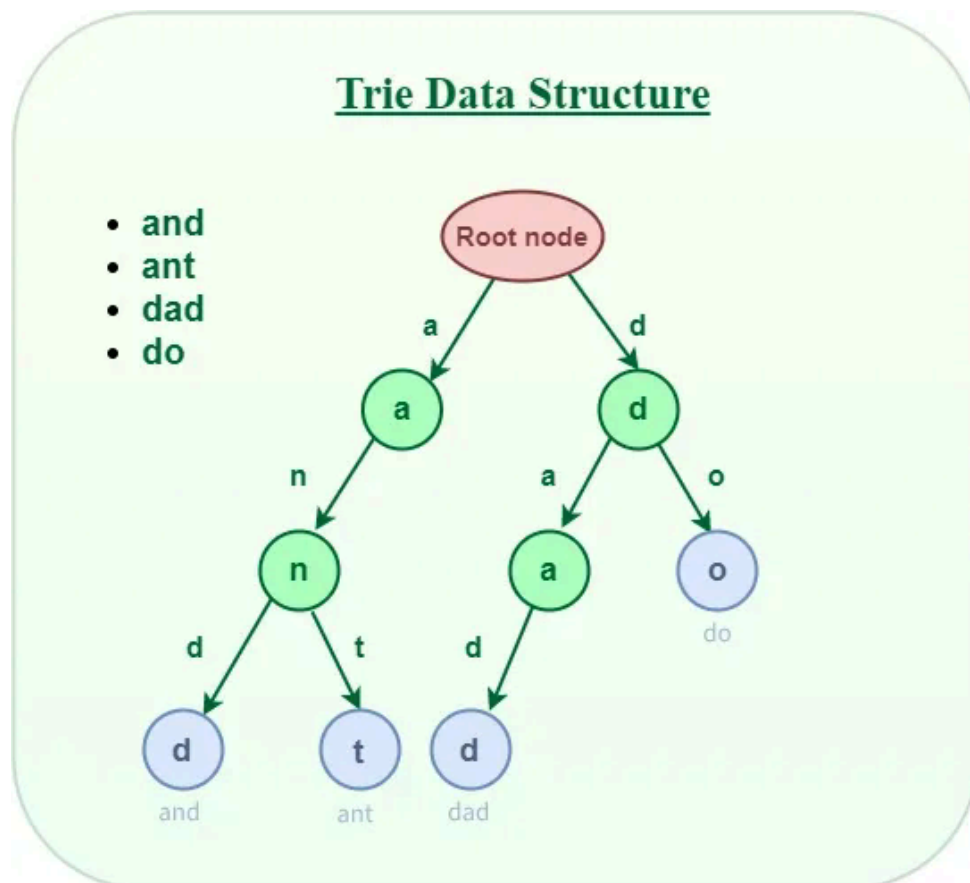 Trie Data Structure
• and
• ant
• dad
• do
Root node
a d
a d
n a o
n a o
do
d t d
d t d
and ant dad